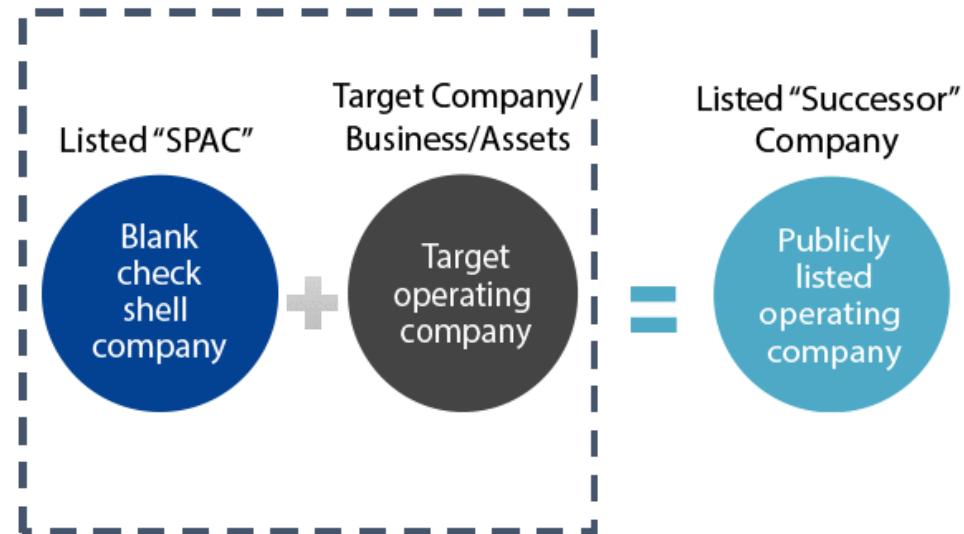 Listed “SPAC”
Blank
check
shell
company
Target Company/
Business/Assets
Target
operating
company
Listed “Successor”
Company
Publicly
listed
operating
company